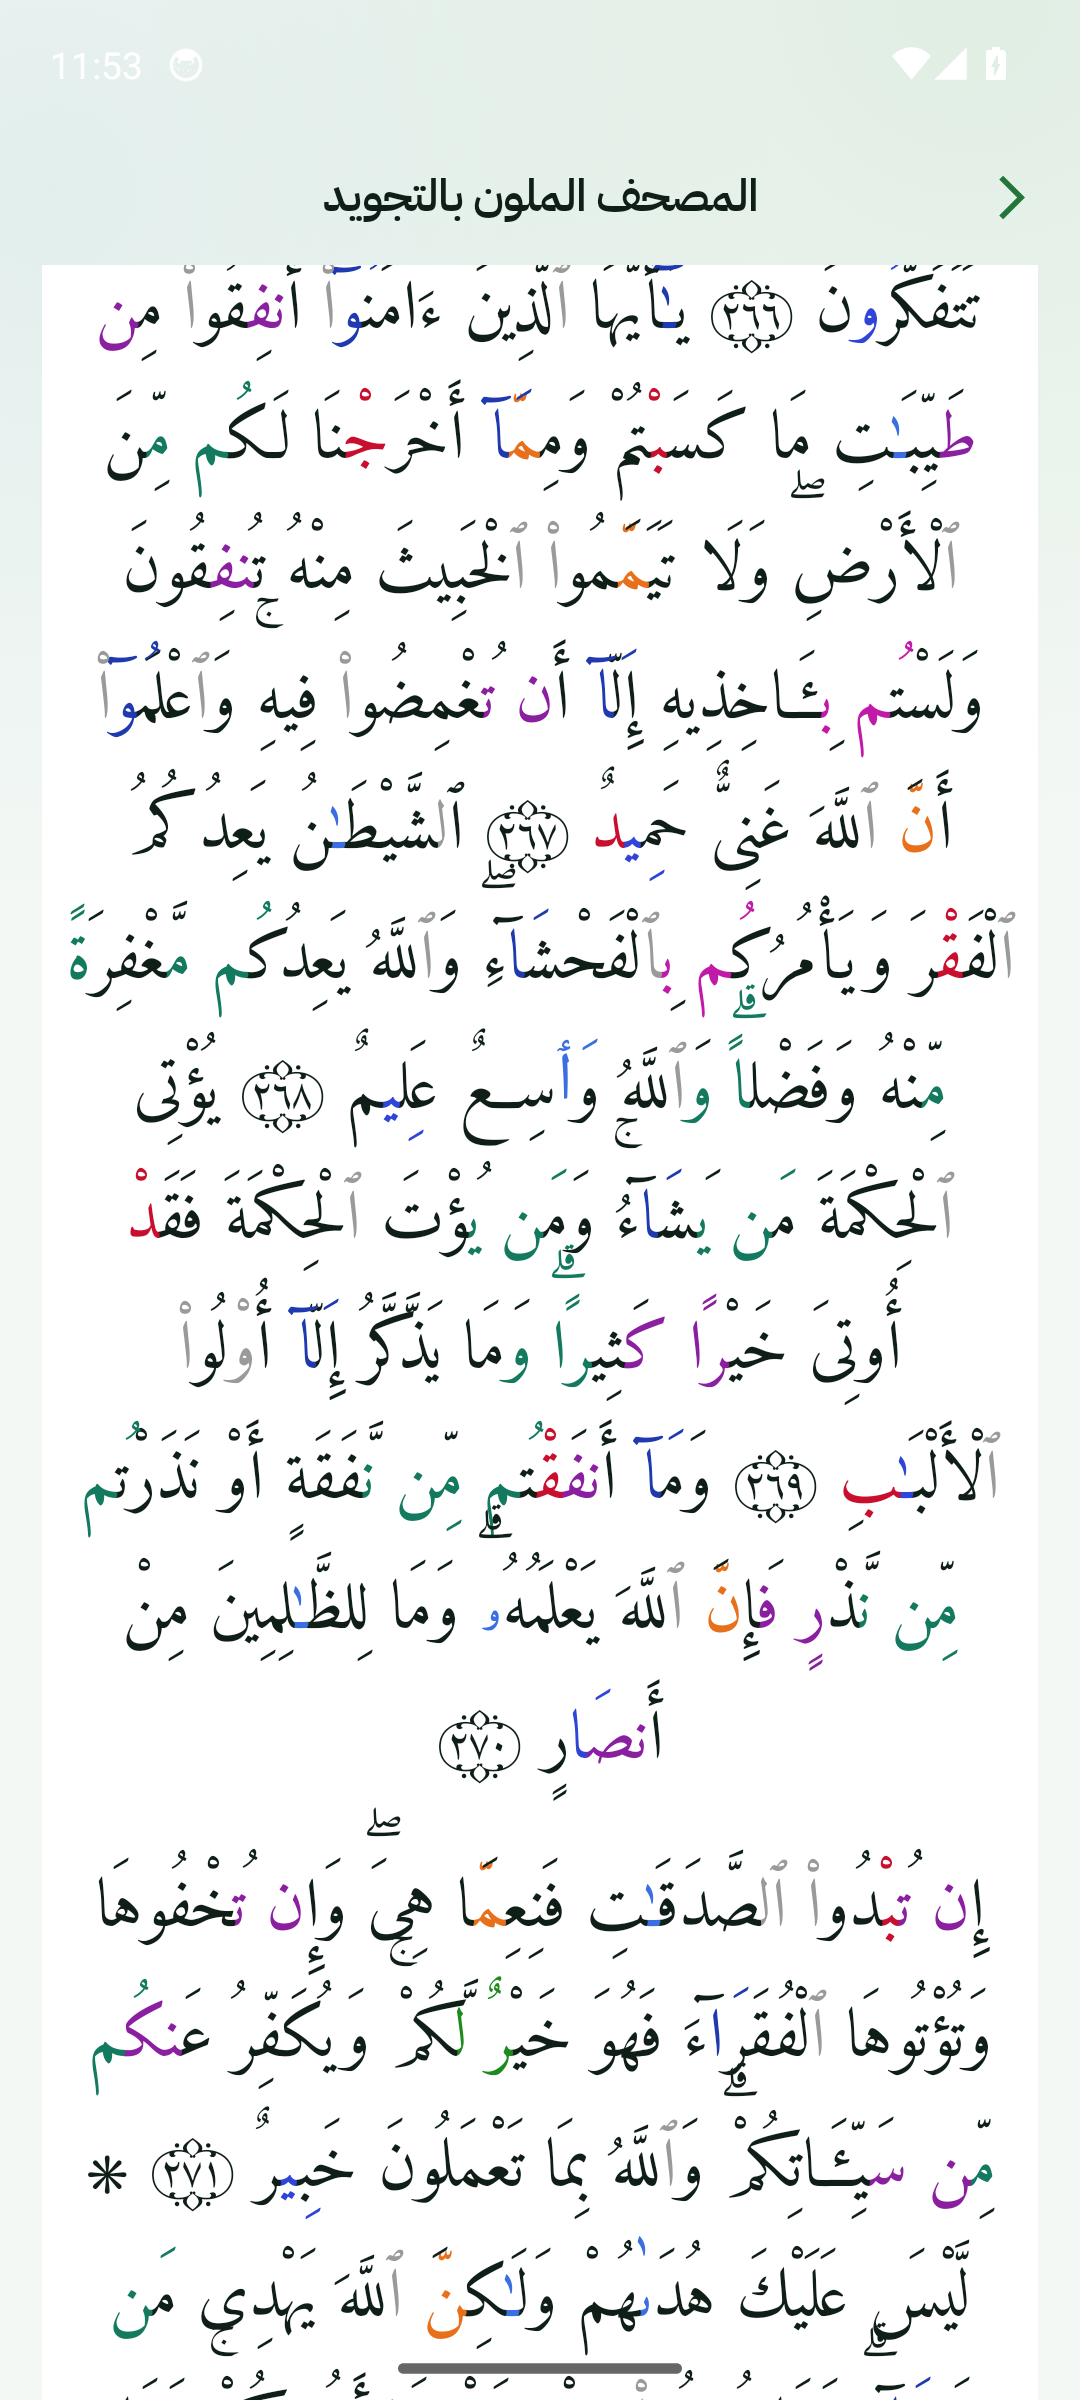 11:53
المصحف الملون بالتجويد
تَتَفَكَّرُونَ ٢٦٦ يَـٰٓأَيُّهَا ٱلَّذِينَ ءَامَنُوٓا۟ أَنفِقُوا۟ مِن
طَيِّبَـٰتِ مَا كَسَبْتُمْ وَمِمَّآ أَخْرَجْنَا لَكُم مِّنَ
ٱلْأَرْضِ ۖ وَلَا تَيَمَّمُوا۟ ٱلْخَبِيثَ مِنْهُ تُنفِقُونَ
وَلَسْتُم بِـَٔاخِذِيهِ إِلَّآ أَن تُغْمِضُوا۟ فِيهِ ۚ وَٱعْلَمُوٓا۟
أَنَّ ٱللَّهَ غَنِىٌّ حَمِيدٌ ٢٦٧ ٱلشَّيْطَـٰنُ يَعِدُكُمُ
ٱلْفَقْرَ وَيَأْمُرُكُم بِٱلْفَحْشَآءِ ۖ وَٱللَّهُ يَعِدُكُم مَّغْفِرَةً
مِّنْهُ وَفَضْلًا ۗ وَٱللَّهُ وَٰسِعٌ عَلِيمٌ ٢٦٨ يُؤْتِى
ٱلْحِكْمَةَ مَن يَشَآءُ ۚ وَمَن يُؤْتَ ٱلْحِكْمَةَ فَقَدْ
أُوتِىَ خَيْرًا كَثِيرًا ۗ وَمَا يَذَّكَّرُ إِلَّآ أُو۟لُوا۟
ٱلْأَلْبَـٰبِ ٢٦٩ وَمَآ أَنفَقْتُم مِّن نَّفَقَةٍ أَوْ نَذَرْتُم
مِّن نَّذْرٍ فَإِنَّ ٱللَّهَ يَعْلَمُهُۥ ۗ وَمَا لِلظَّـٰلِمِينَ مِنْ
أَنصَارٍ ٢٧٠
إِن تُبْدُوا۟ ٱلصَّدَقَـٰتِ فَنِعِمَّا هِىَ ۖ وَإِن تُخْفُوهَا
وَتُؤْتُوهَا ٱلْفُقَرَآءَ فَهُوَ خَيْرٌ لَّكُمْ ۚ وَيُكَفِّرُ عَنكُم
مِّن سَيِّـَٔاتِكُمْ ۗ وَٱللَّهُ بِمَا تَعْمَلُونَ خَبِيرٌ ٢٧١ ۞
لَّيْسَ عَلَيْكَ هُدَىٰهُمْ وَلَـٰكِنَّ ٱللَّهَ يَهْدِى مَن